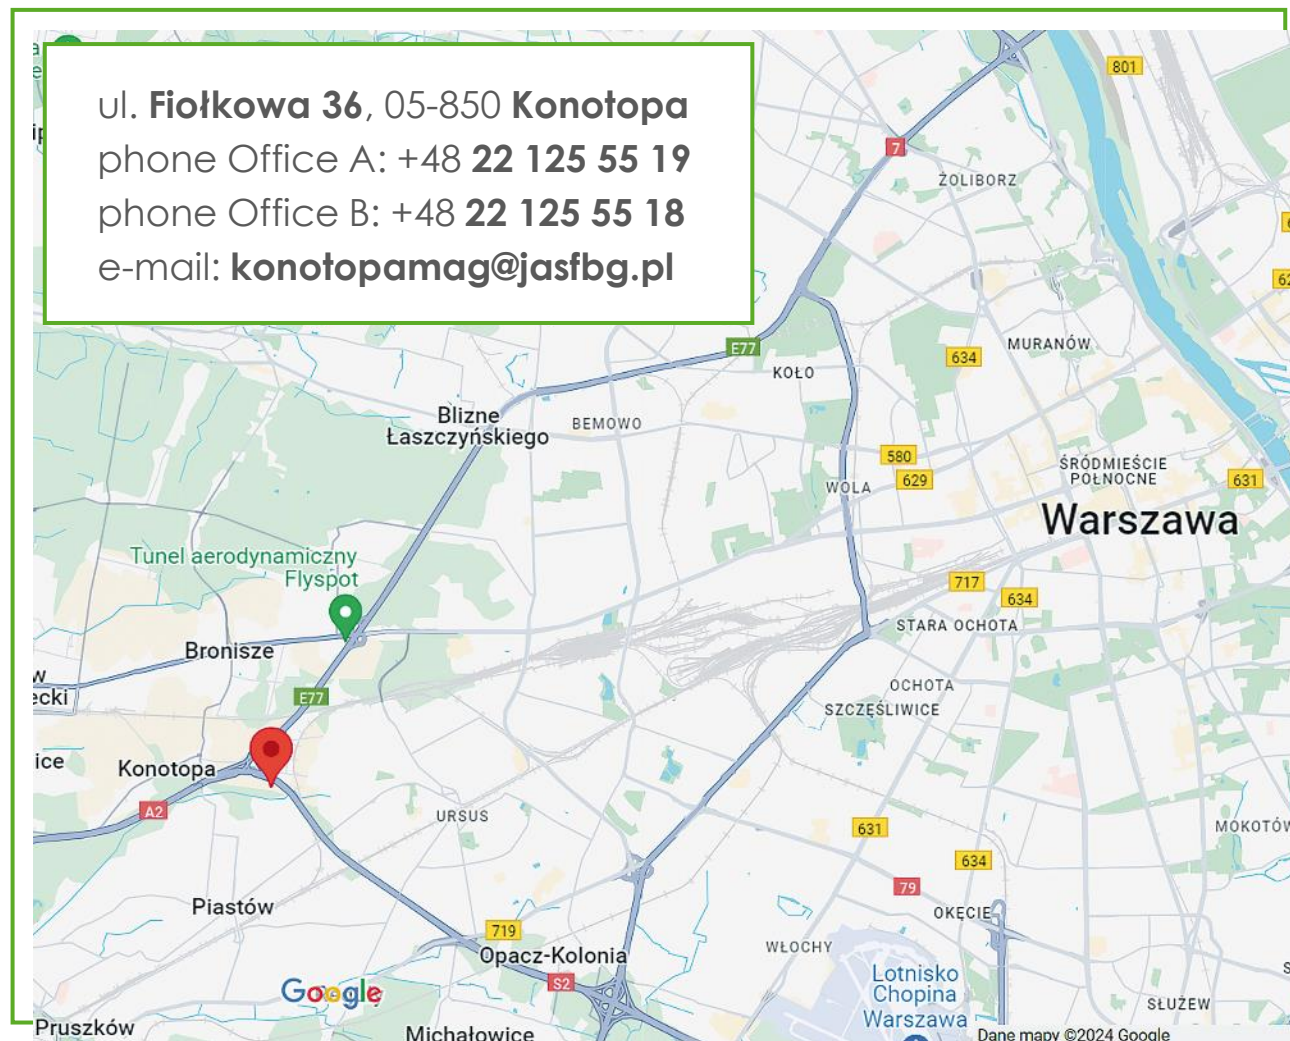 ul. Fiołkowa 36, 05-850 Konotopa
phone Office A: +48 22 125 55 19
phone Office B: +48 22 125 55 18
e-mail: konotopamag@jasfbg.pl
801
7
ŻOLIBORZ
E77
KOŁO
634
MURANÓW
Blizne
Łaszczyńskiego
BEMOWO
580
629
WOLA
ŚRÓDMIEŚCIE
PÓŁNOCNE
631
Warszawa
Tunel aerodynamiczny
Flyspot
717
634
STARA OCHOTA
Bronisze
E77
OCHOTA
SZCZĘŚLIWICE
Konotopa
A2
URSUS
631
634
MOKOTÓW
79
Piastów
OKĘCIE
719
WŁOCHY
Opacz-Kolonia
S2
Lotnisko
Chopina
Warszawa
Google
SŁUŻEW
Pruszków
Michałowice
Dane mapy ©2024 Google